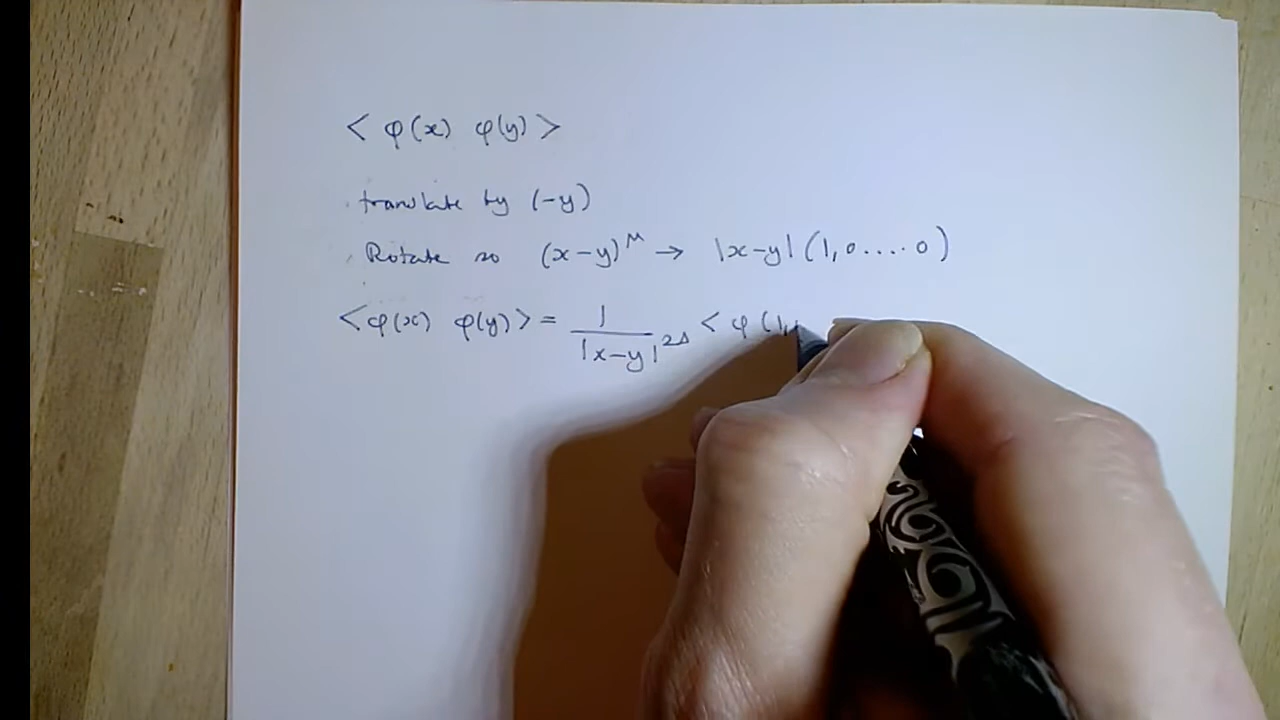 < φ(x) φ(y) >
· translate by (-y)
· Rotate so (x-y)^μ → |x-y| (1,0....0)
<φ(x) φ(y)> = 1/|x-y|^2Δ < φ(1,